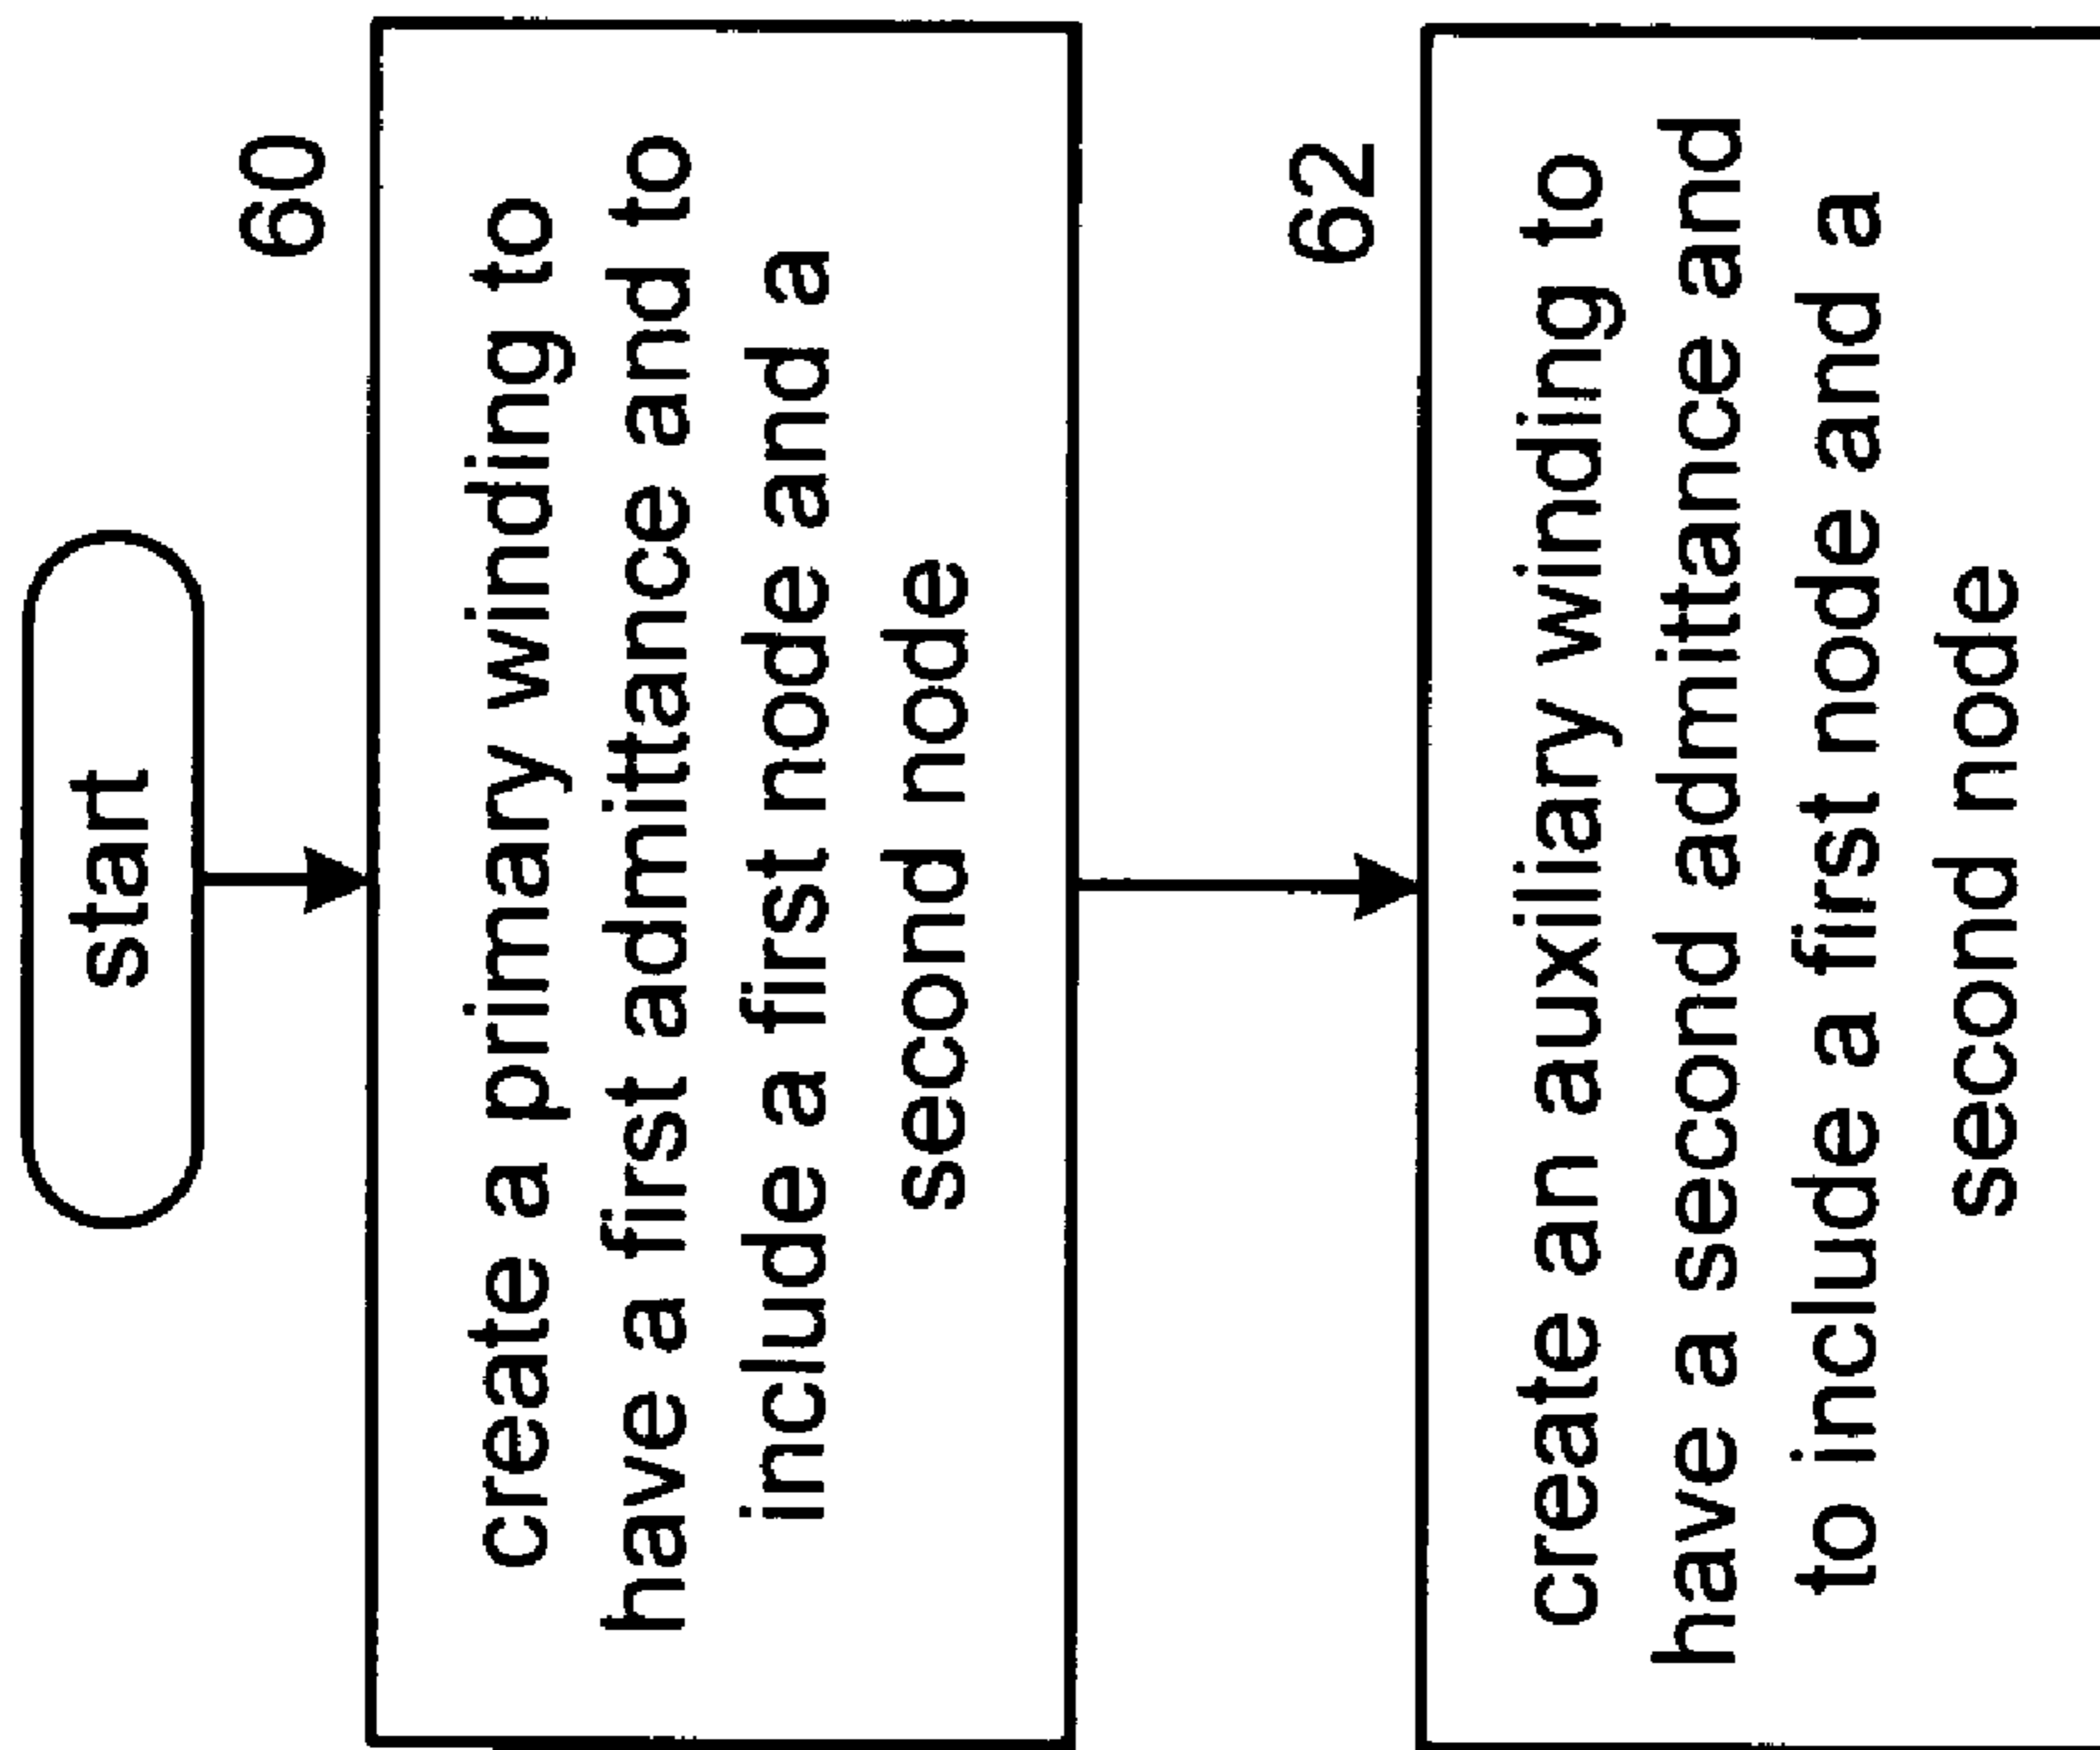 start
60
create a primary winding to
have a first admittance and to
include a first node and a
second node
62
create an auxiliary winding to
have a second admittance and
to include a first node and a
second node